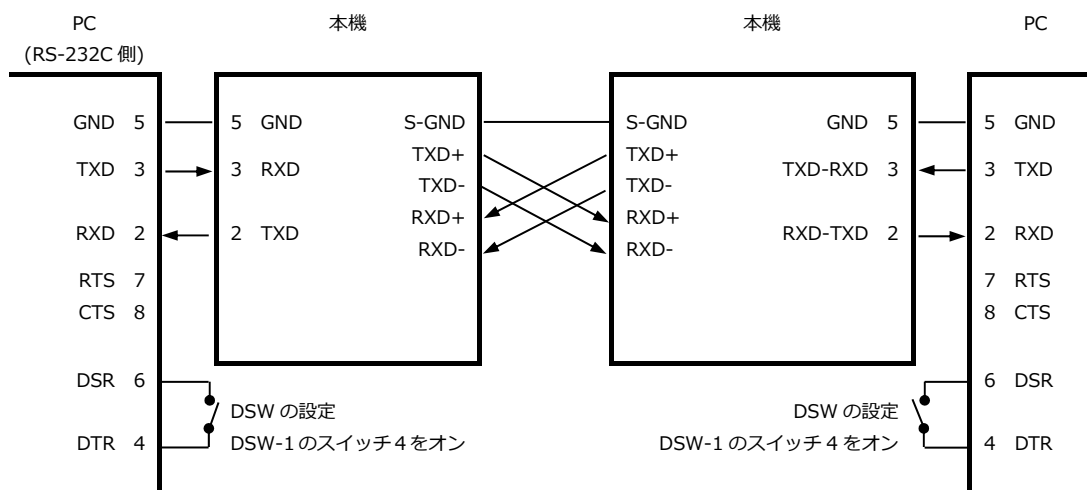 PC 本機 本機 PC
(RS-232C 側)
GND 5 5 GND S-GND S-GND GND 5 5 GND
TXD+ TXD+
TXD 3 3 RXD TXD-RXD 3 3 TXD
TXD- TXD-
RXD+ RXD+
RXD 2 2 TXD RXD-TXD 2 2 RXD
RXD- RXD-
RTS 7 7 RTS
CTS 8 8 CTS
DSR 6 6 DSR
DSW の設定 DSW の設定
DTR 4 DSW-1 のスイッチ 4 をオン DSW-1 のスイッチ 4 をオン 4 DTR